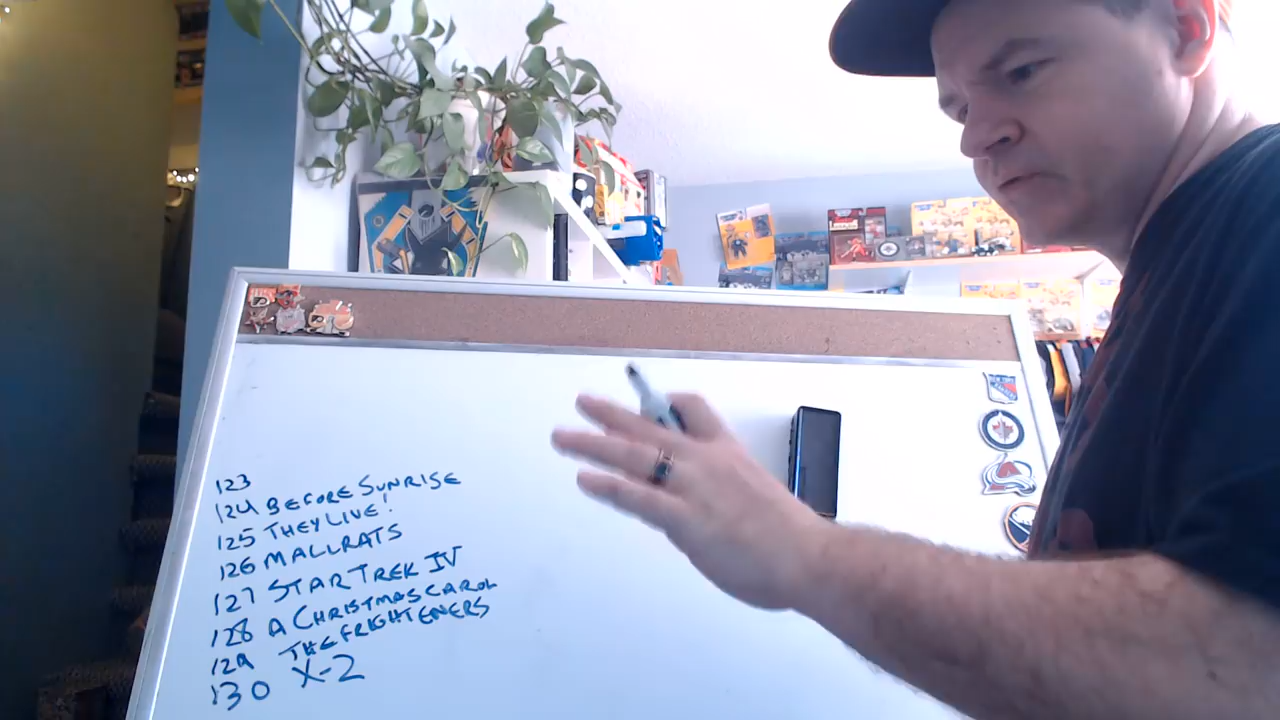 123
124 BEFORE SUNRISE
125 THEY LIVE!
126 MALLRATS
127 STAR TREK IV
128 A CHRISTMAS CAROL
129 THE FRIGHTENERS
130 X-2